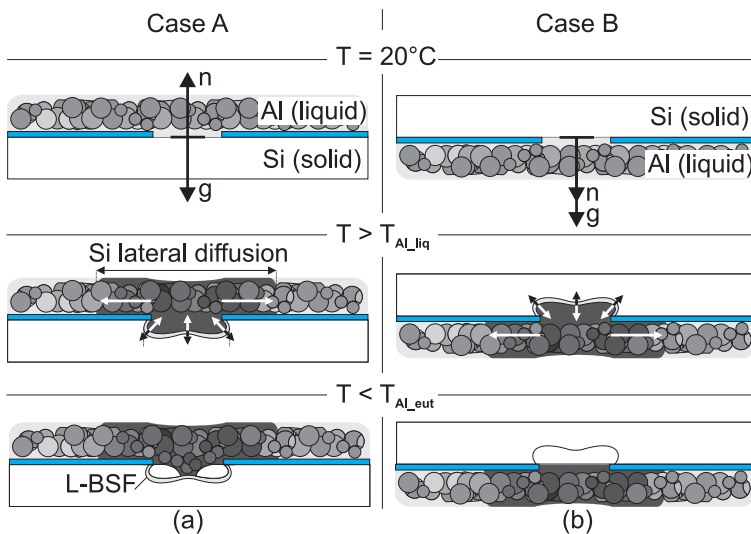 Case A
Case B
T = 20°C
n
Al (liquid)
Si (solid)
g
Si (solid)
Al (liquid)
n
g
T > T Al_liq
Si lateral diffusion
T < T Al_eut
L-BSF
(a)
(b)